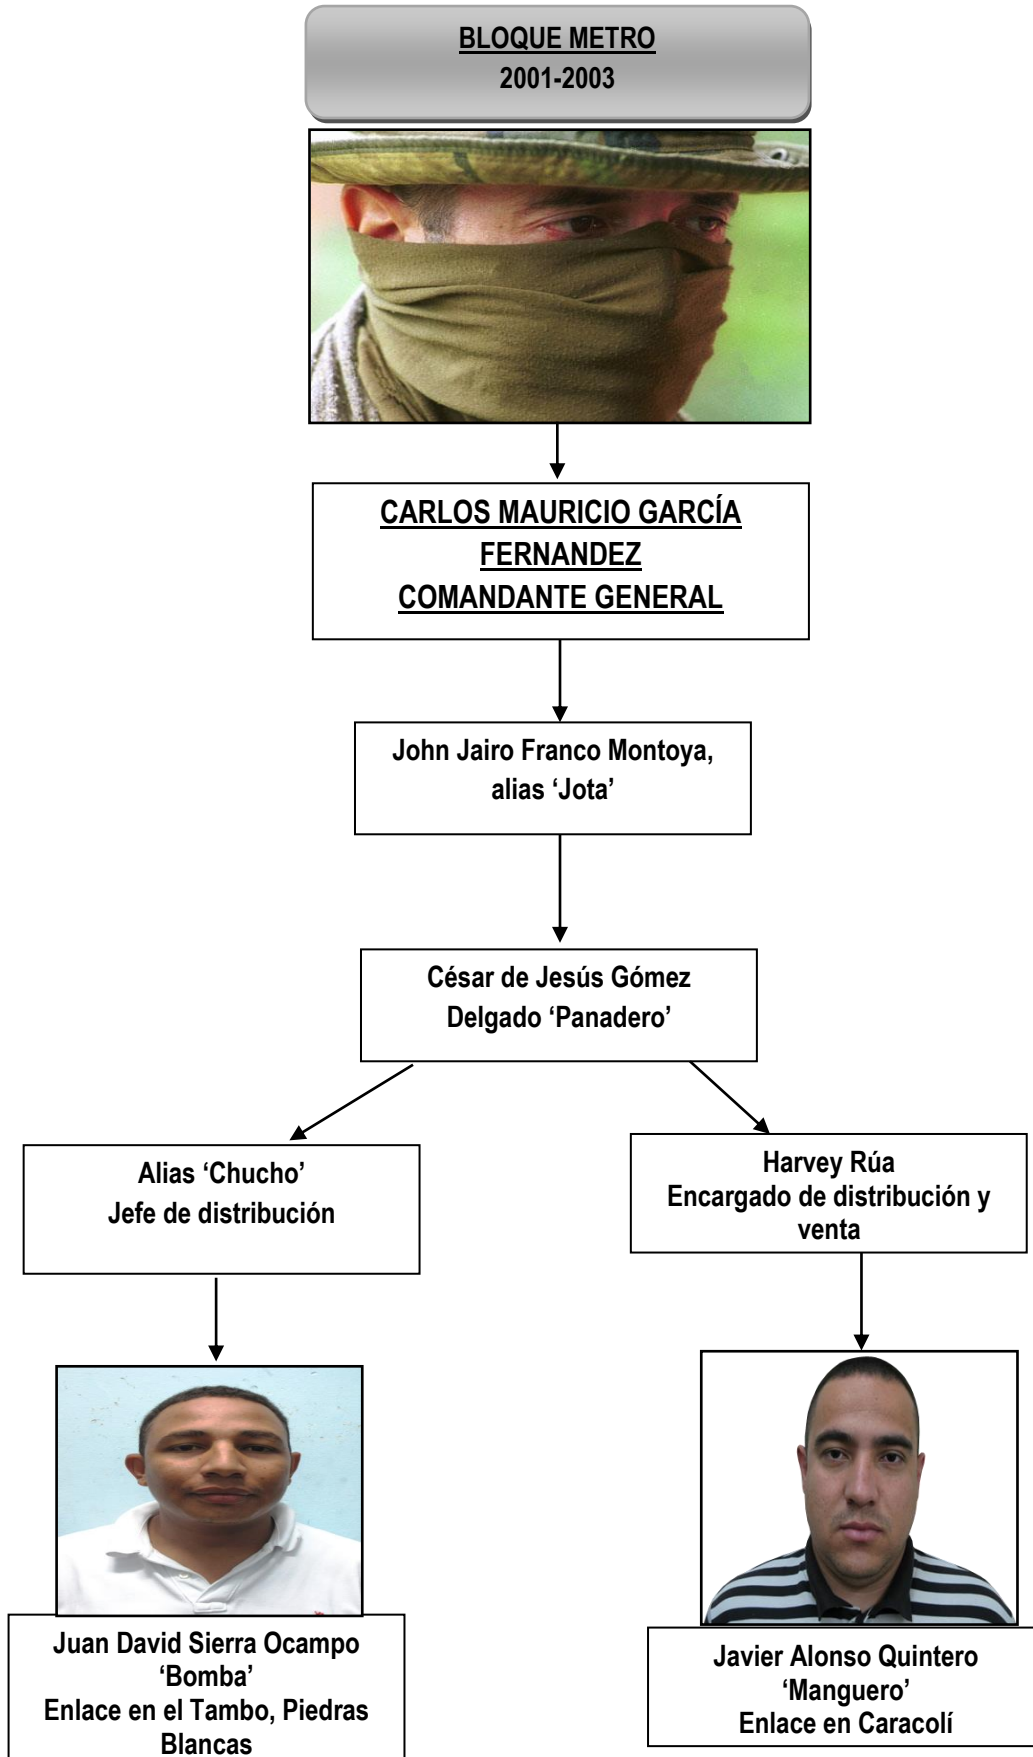 BLOQUE METRO
2001-2003
CARLOS MAURICIO GARCÍA
FERNANDEZ
COMANDANTE GENERAL
John Jairo Franco Montoya,
alias ‘Jota’
César de Jesús Gómez
Delgado ‘Panadero’
Alias ‘Chucho’
Jefe de distribución
Harvey Rúa
Encargado de distribución y
venta
Juan David Sierra Ocampo
‘Bomba’
Enlace en el Tambo, Piedras
Blancas
Javier Alonso Quintero
‘Manguero’
Enlace en Caracolí